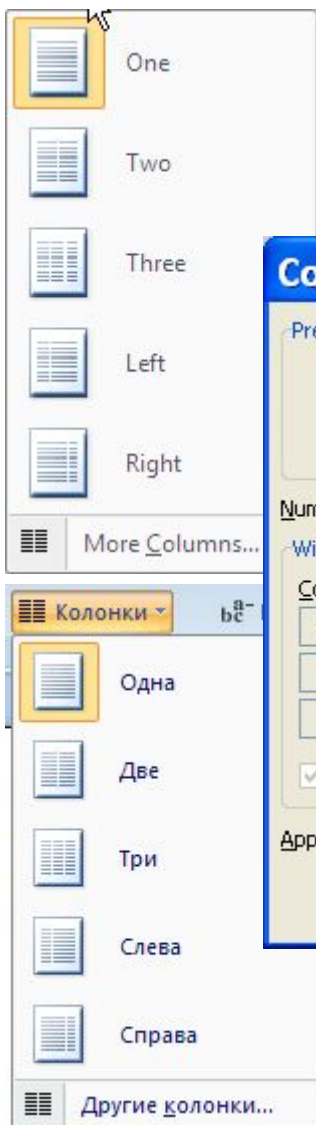 One
Two
Three
Left
Right
More Columns...
Колонки
Одна
Две
Три
Слева
Справа
Другие колонки...